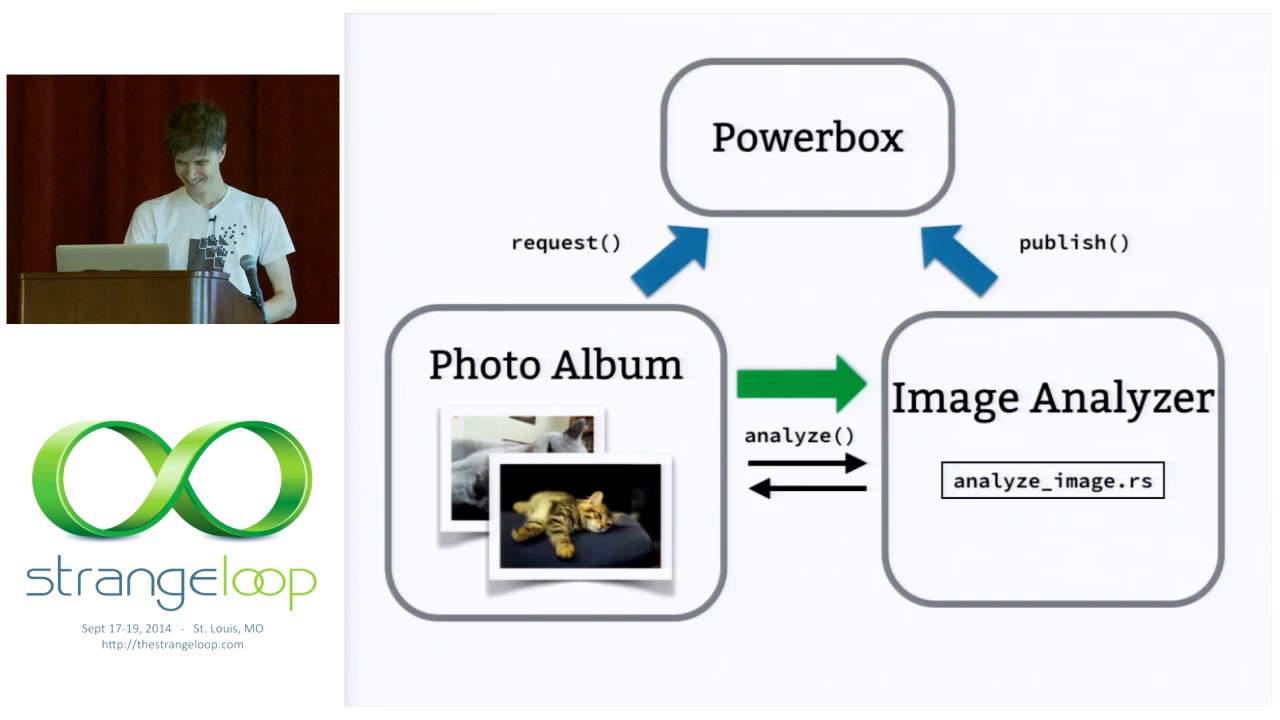 Powerbox
request()
publish()
Photo Album
Image Analyzer
analyze()
analyze_image.rs
strangeloop
Sept 17-19, 2014 - St. Louis, MO
http://thestrangeloop.com